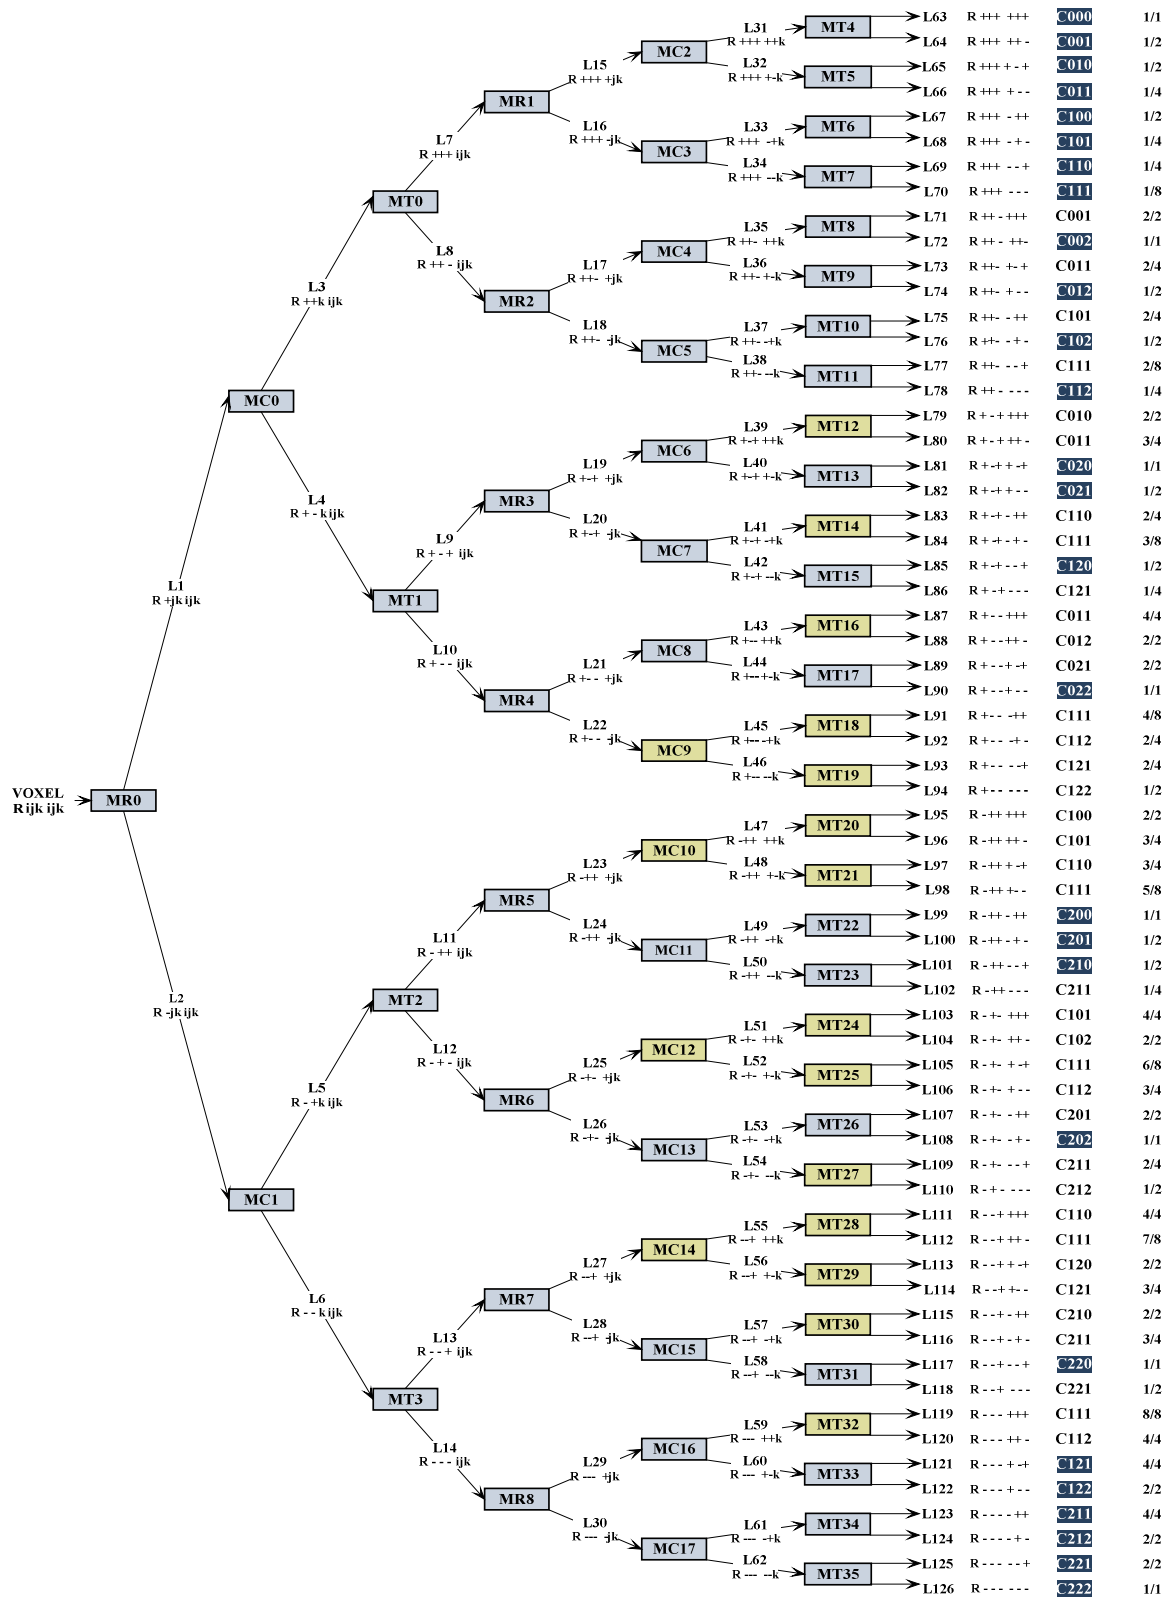 VOXEL
R ijk ijk
MR0
L1
R +jk ijk
L2
R -jk ijk
MC0
MC1
L3
R ++k ijk
L4
R + - k ijk
L5
R - +k ijk
L6
R - - k ijk
MT0
MT1
MT2
MT3
L7
R +++ ijk
L8
R ++ - ijk
L9
R + - + ijk
L10
R + - - ijk
L11
R - ++ ijk
L12
R - + - ijk
L13
R - - + ijk
L14
R - - - ijk
MR1
MR2
MR3
MR4
MR5
MR6
MR7
MR8
L15
R +++ +jk
L16
R +++ -jk
L17
R ++- +jk
L18
R ++- -jk
L19
R +-+ +jk
L20
R +-+ -jk
L21
R +-- +jk
L22
R +-- -jk
L23
R -++ +jk
L24
R -++ -jk
L25
R -+- +jk
L26
R -+- -jk
L27
R --+ +jk
L28
R --+ -jk
L29
R --- +jk
L30
R --- -jk
MC2
MC3
MC4
MC5
MC6
MC7
MC8
MC9
MC10
MC11
MC12
MC13
MC14
MC15
MC16
MC17
L31
R +++ ++k
L32
R +++ +-k
L33
R +++ -+k
L34
R +++ --k
L35
R ++- ++k
L36
R ++- +-k
L37
R ++- -+k
L38
R ++- --k
L39
R +-+ ++k
L40
R +-+ +-k
L41
R +-+ -+k
L42
R +-+ --k
L43
R +-- ++k
L44
R +-- +-k
L45
R +-- -+k
L46
R +-- --k
L47
R -++ ++k
L48
R -++ +-k
L49
R -++ -+k
L50
R -++ --k
L51
R -+- ++k
L52
R -+- +-k
L53
R -+- -+k
L54
R -+- --k
L55
R --+ ++k
L56
R --+ +-k
L57
R --+ -+k
L58
R --+ --k
L59
R --- ++k
L60
R --- +-k
L61
R --- -+k
L62
R --- --k
MT4
MT5
MT6
MT7
MT8
MT9
MT10
MT11
MT12
MT13
MT14
MT15
MT16
MT17
MT18
MT19
MT20
MT21
MT22
MT23
MT24
MT25
MT26
MT27
MT28
MT29
MT30
MT31
MT32
MT33
MT34
MT35
L63 R +++ +++ C000 1/1
L64 R +++ ++- C001 1/2
L65 R +++ +-+ C010 1/2
L66 R +++ +-- C011 1/4
L67 R +++ -++ C100 1/2
L68 R +++ -+- C101 1/4
L69 R +++ --+ C110 1/4
L70 R +++ --- C111 1/8
L71 R ++- +++ C001 2/2
L72 R ++- ++- C002 1/1
L73 R ++- +-+ C011 2/4
L74 R ++- +-- C012 1/2
L75 R ++- -++ C101 2/4
L76 R ++- -+- C102 1/2
L77 R ++- --+ C111 2/8
L78 R ++- --- C112 1/4
L79 R +-+ +++ C010 2/2
L80 R +-+ ++- C011 3/4
L81 R +-+ +-+ C020 1/1
L82 R +-+ +-- C021 1/2
L83 R +-+ -++ C110 2/4
L84 R +-+ -+- C111 3/8
L85 R +-+ --+ C120 1/2
L86 R +-+ --- C121 1/4
L87 R +-- +++ C011 4/4
L88 R +-- ++- C012 2/2
L89 R +-- +-+ C021 2/2
L90 R +-- +-- C022 1/1
L91 R +-- -++ C111 4/8
L92 R +-- -+- C112 2/4
L93 R +-- --+ C121 2/4
L94 R +-- --- C122 1/2
L95 R -++ +++ C100 2/2
L96 R -++ ++- C101 3/4
L97 R -++ +-+ C110 3/4
L98 R -++ +-- C111 5/8
L99 R -++ -++ C200 1/1
L100 R -++ -+- C201 1/2
L101 R -++ --+ C210 1/2
L102 R -++ --- C211 1/4
L103 R -+- +++ C101 4/4
L104 R -+- ++- C102 2/2
L105 R -+- +-+ C111 6/8
L106 R -+- +-- C112 3/4
L107 R -+- -++ C201 2/2
L108 R -+- -+- C202 1/1
L109 R -+- --+ C211 2/4
L110 R -+- --- C212 1/2
L111 R --+ +++ C110 4/4
L112 R --+ ++- C111 7/8
L113 R --+ +-+ C120 2/2
L114 R --+ +-- C121 3/4
L115 R --+ -++ C210 2/2
L116 R --+ -+- C211 3/4
L117 R --+ --+ C220 1/1
L118 R --+ --- C221 1/2
L119 R --- +++ C111 8/8
L120 R --- ++- C112 4/4
L121 R --- +-+ C121 4/4
L122 R --- +-- C122 2/2
L123 R --- -++ C211 4/4
L124 R --- -+- C212 2/2
L125 R --- --+ C221 2/2
L126 R --- --- C222 1/1